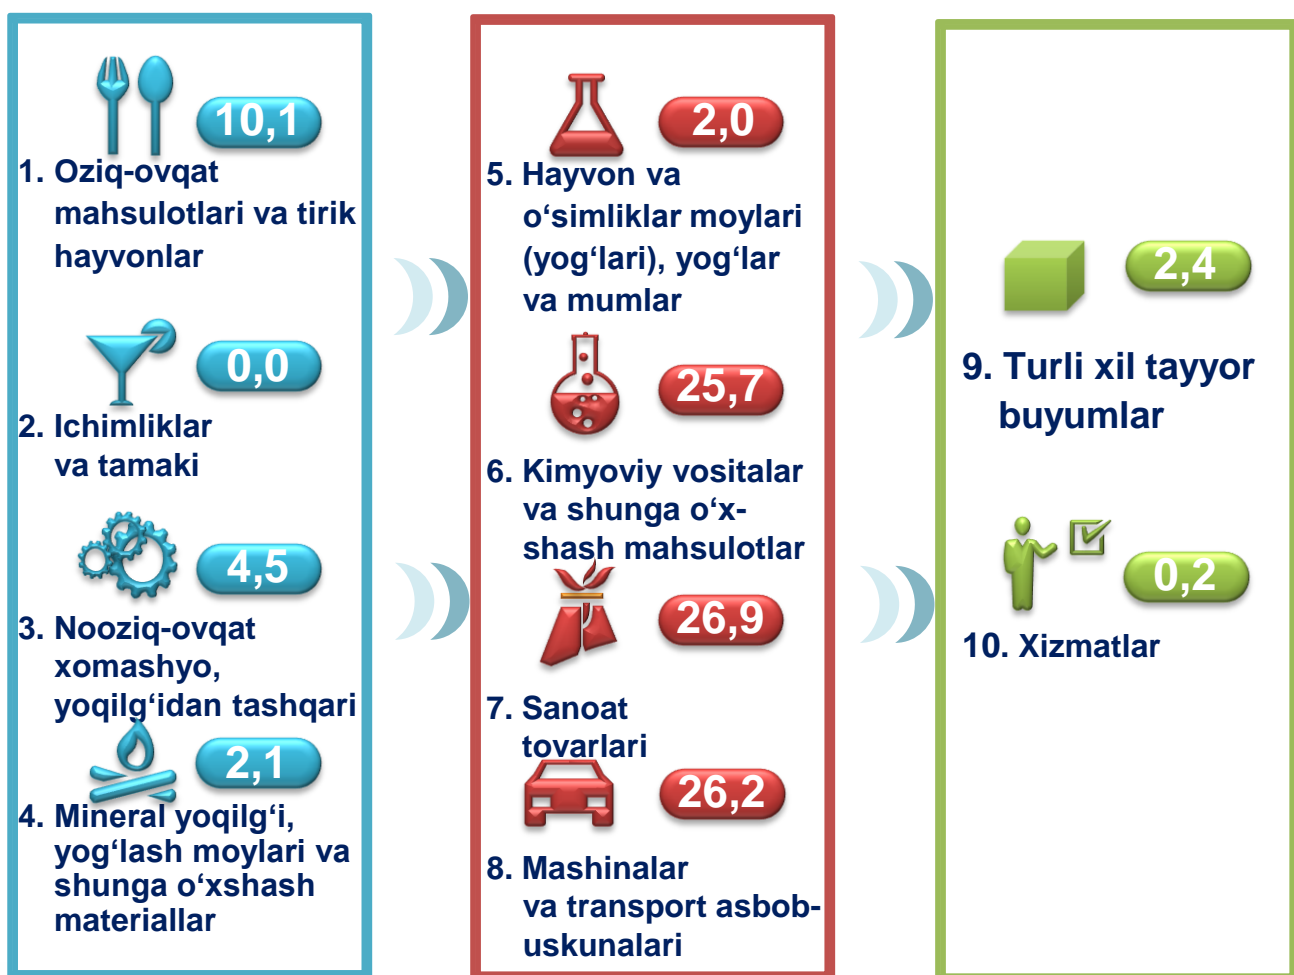 10,1
1. Oziq-ovqat
mahsulotlari va tirik
hayvonlar
0,0
2. Ichimliklar
va tamaki
4,5
3. Nooziq-ovqat
xomashyo,
yoqilg‘idan tashqari
2,1
4. Mineral yoqilg‘i,
yog‘lash moylari va
shunga o‘xshash
materiallar
2,0
5. Hayvon va
o‘simliklar moylari
(yog‘lari), yog‘lar
va mumlar
25,7
6. Kimyoviy vositalar
va shunga o‘x-
shash mahsulotlar
26,9
7. Sanoat
tovarlari
26,2
8. Mashinalar
va transport asbob-
uskunalari
2,4
9. Turli xil tayyor
buyumlar
0,2
10. Xizmatlar